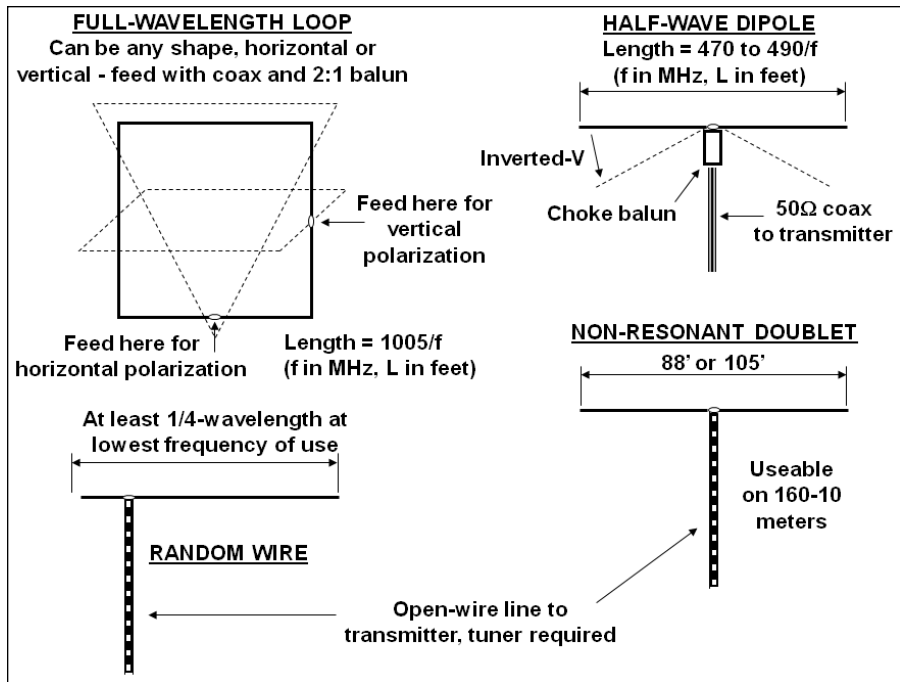 FULL-WAVELENGTH LOOP
Can be any shape, horizontal or
vertical - feed with coax and 2:1 balun
Feed here for
vertical
polarization
Feed here for
horizontal polarization
Length = 1005/f
(f in MHz, L in feet)
HALF-WAVE DIPOLE
Length = 470 to 490/f
(f in MHz, L in feet)
Inverted-V
Choke balun
50Ω coax
to transmitter
At least 1/4-wavelength at
lowest frequency of use
RANDOM WIRE
NON-RESONANT DOUBLET
88’ or 105’
Useable
on 160-10
meters
Open-wire line to
transmitter, tuner required